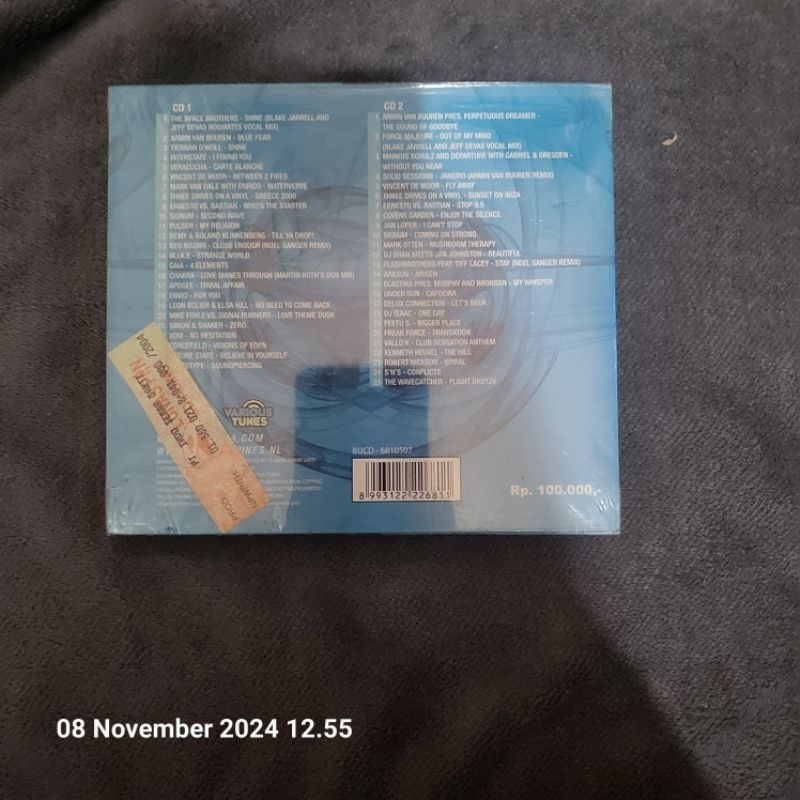 CD 1
1 THE SPACE BROTHERS - SHINE (BLAKE JARRELL AND
JEFF DEVAS ROOMATES VOCAL MIX)
2 ARMIN VAN BUUREN - BLUE FEAR
3 TIERNAN O'NEILL - SHINE
4 INTERSTATE - I FOUND YOU
5 VERACOCHA - CARTE BLANCHE
6 VINCENT DE MOOR - BETWEEN 2 FIRES
7 MARK VAN DALE WITH ENRICO - WATERVERVE
8 THREE DRIVES ON A VINYL - GREECE 2000
9 ERNESTO VS. BASTIAN - WHO'S THE STARTER
10 SIGNUM - SECOND WAVE
11 PULSER - MY RELIGION
12 REMY & ROLAND KLINKENBERG - TILL YA DROP!
13 KEO NOZARI - CLOSE ENOUGH (NOEL SANGER REMIX)
14 M.I.K.E - STRANGE WORLD
15 GAIA - 4 ELEMENTS
16 CHAKRA - LOVE SHINES THROUGH (MARTIN ROTH'S DUB MIX)
17 APOGEE - TRIBAL AFFAIR
18 ENVIO - FOR YOU
19 LEON BOLIER & ELSA HILL - NO NEED TO COME BACK
20 MIKE FOYLE VS. SIGNALRUNNERS - LOVE THEME DUSK
21 SIMON & SHAKER - ZERO
VDM - NO HESITATION
FORCEFIELD - VISIONS OF EDEN
FUTURE STATE - BELIEVE IN YOURSELF
OTYPE - SOUNDPIERCING
CD 2
1 ARMIN VAN BUUREN PRES. PERPETUOUS DREAMER -
THE SOUND OF GOODBYE
2 FORCE MAJEURE - OUT OF MY MIND
(BLAKE JARRELL AND JEFF DEVAS VOCAL MIX)
3 MARKUS SCHULZ AND DEPARTURE WITH GABRIEL & DRESDEN -
WITHOUT YOU NEAR
4 SOLID SESSIONS - JANEIRO (ARMIN VAN BUUREN REMIX)
5 VINCENT DE MOOR - FLY AWAY
6 THREE DRIVES ON A VINYL - SUNSET ON IBIZA
7 ERNESTO VS. BASTIAN - STOP B.S
8 COVENT GARDEN - ENJOY THE SILENCE
9 JAN LOPER - I CAN'T STOP
10 SIGNUM - COMING ON STRONG
11 MARK OTTEN - MUSHROOM THERAPY
12 DJ SHAH MEETS JAN JOHNSTON - BEAUTIFUL
13 FLASHBROTHERS FEAT. TIFF LACEY - STAY (NOEL SANGER REMIX)
14 ARKSUN - ARISEN
15 ELASTIKA PRES. MURPHY AND BRONSON - MY WHISPER
16 UNDER SUN - CAPOEIRA
17 DELUX CONNECTION - LET'S BEUK
18 DJ ISAAC - ONE DAY
19 PEETU S. - BIGGER PLACE
20 FREAK FORCE - TRANSATION
21 VALLO K - CLUB SENSATION ANTHEM
22 KENNETH HEUVEL - THE HILL
23 ROBERT NICKSON - SPIRAL
24 S'N'S - CONFLICTS
25 THE WAVECATCHER - FLIGHT DH2126
VARIOUS
TUNES
BUCD - 6810507
8 993122 226811
Rp. 100.000,-
08 November 2024 12.55